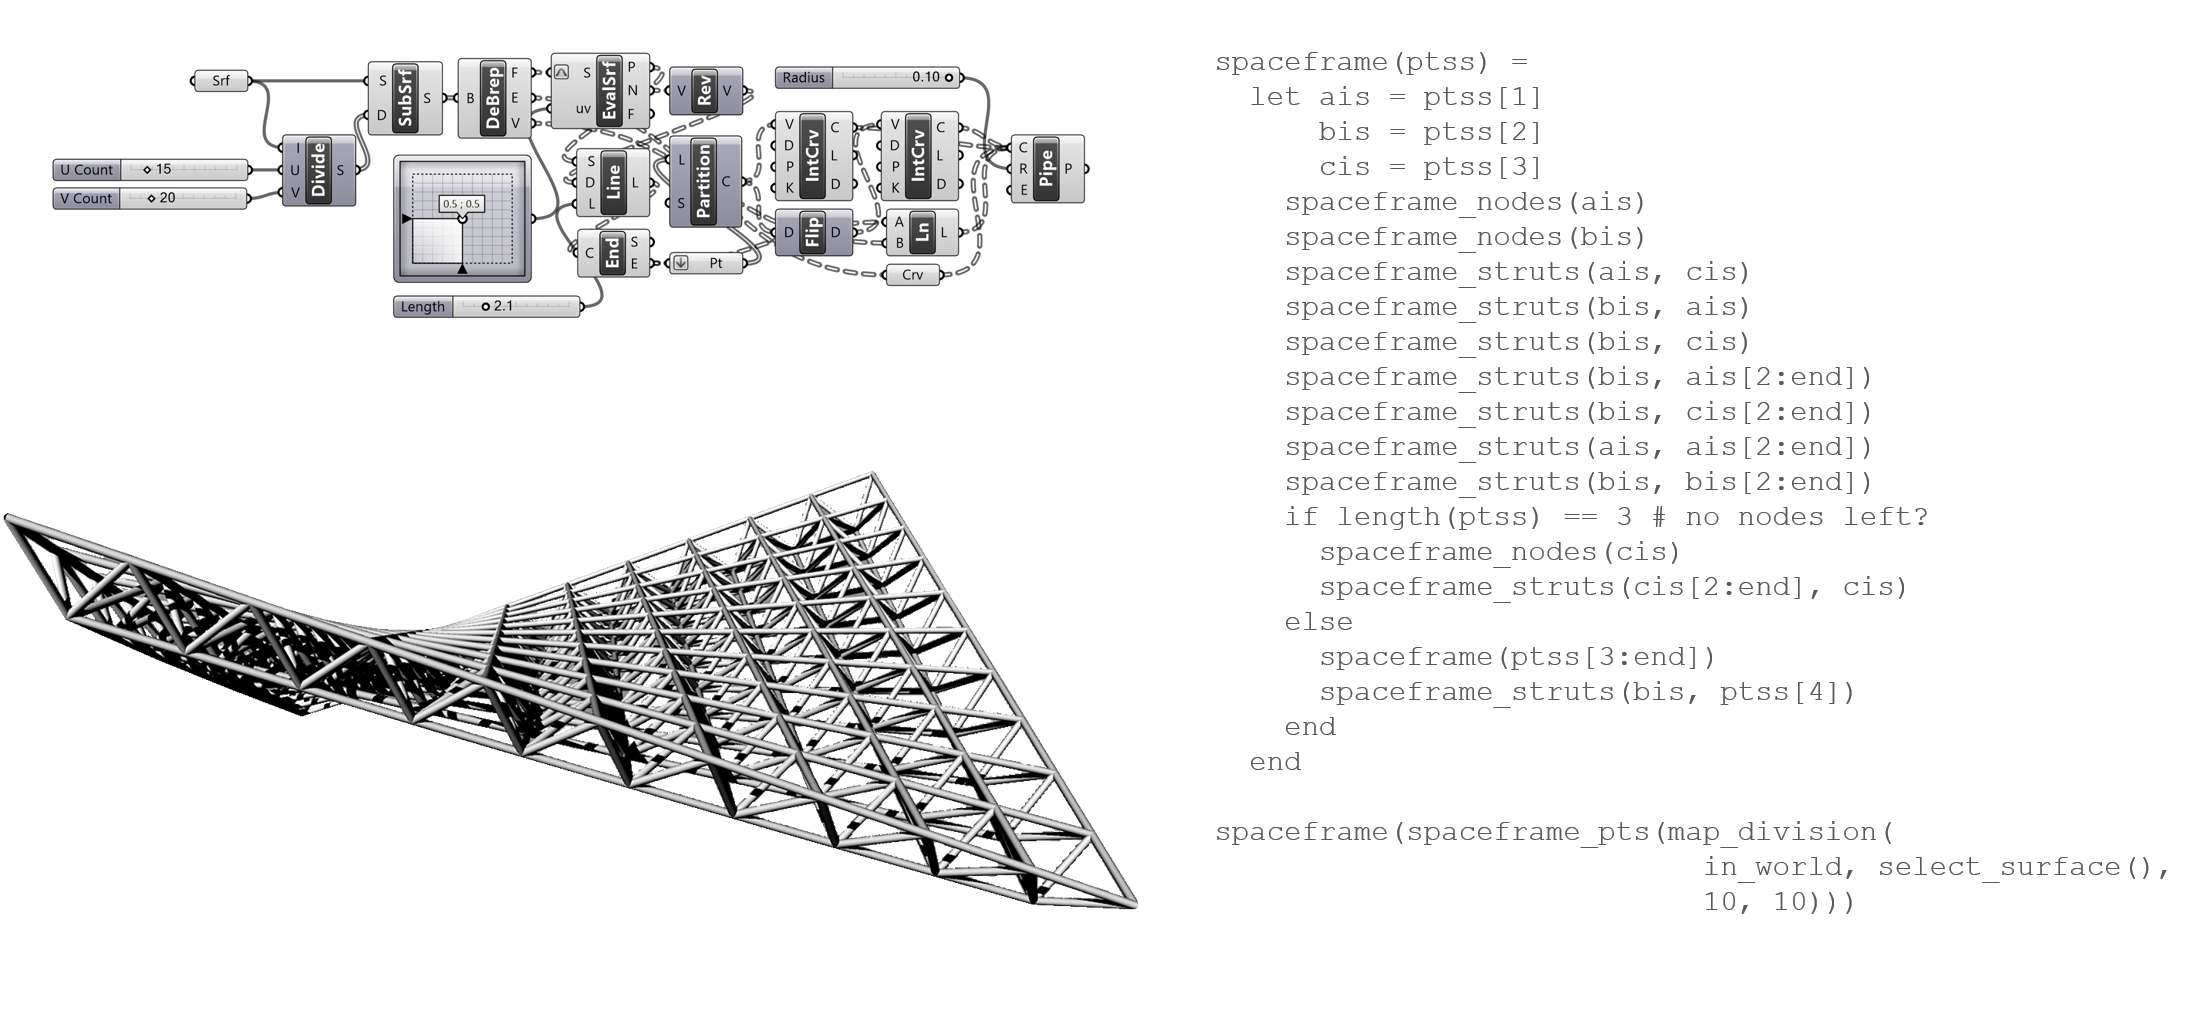 Srf
U Count 15
V Count 20
I U V Divide S
S D SubSrf S
B DeBrep F E V
S uv EvalSrf P N F
V Rev V
0.5 ; 0.5
S D L Line L
C End S E
Length 2.1
L S Partition C
Pt
Radius 0.10
V D P K IntCrv C L D
V D P K IntCrv C L D
D Flip D
A B Ln L
Crv
C R E Pipe P
spaceframe(ptss) =
  let ais = ptss[1]
      bis = ptss[2]
      cis = ptss[3]
    spaceframe_nodes(ais)
    spaceframe_nodes(bis)
    spaceframe_struts(ais, cis)
    spaceframe_struts(bis, ais)
    spaceframe_struts(bis, cis)
    spaceframe_struts(bis, ais[2:end])
    spaceframe_struts(bis, cis[2:end])
    spaceframe_struts(ais, ais[2:end])
    spaceframe_struts(bis, bis[2:end])
    if length(ptss) == 3 # no nodes left?
      spaceframe_nodes(cis)
      spaceframe_struts(cis[2:end], cis)
    else
      spaceframe(ptss[3:end])
      spaceframe_struts(bis, ptss[4])
    end
  end
spaceframe(spaceframe_pts(map_division(
                            in_world, select_surface(),
                            10, 10)))